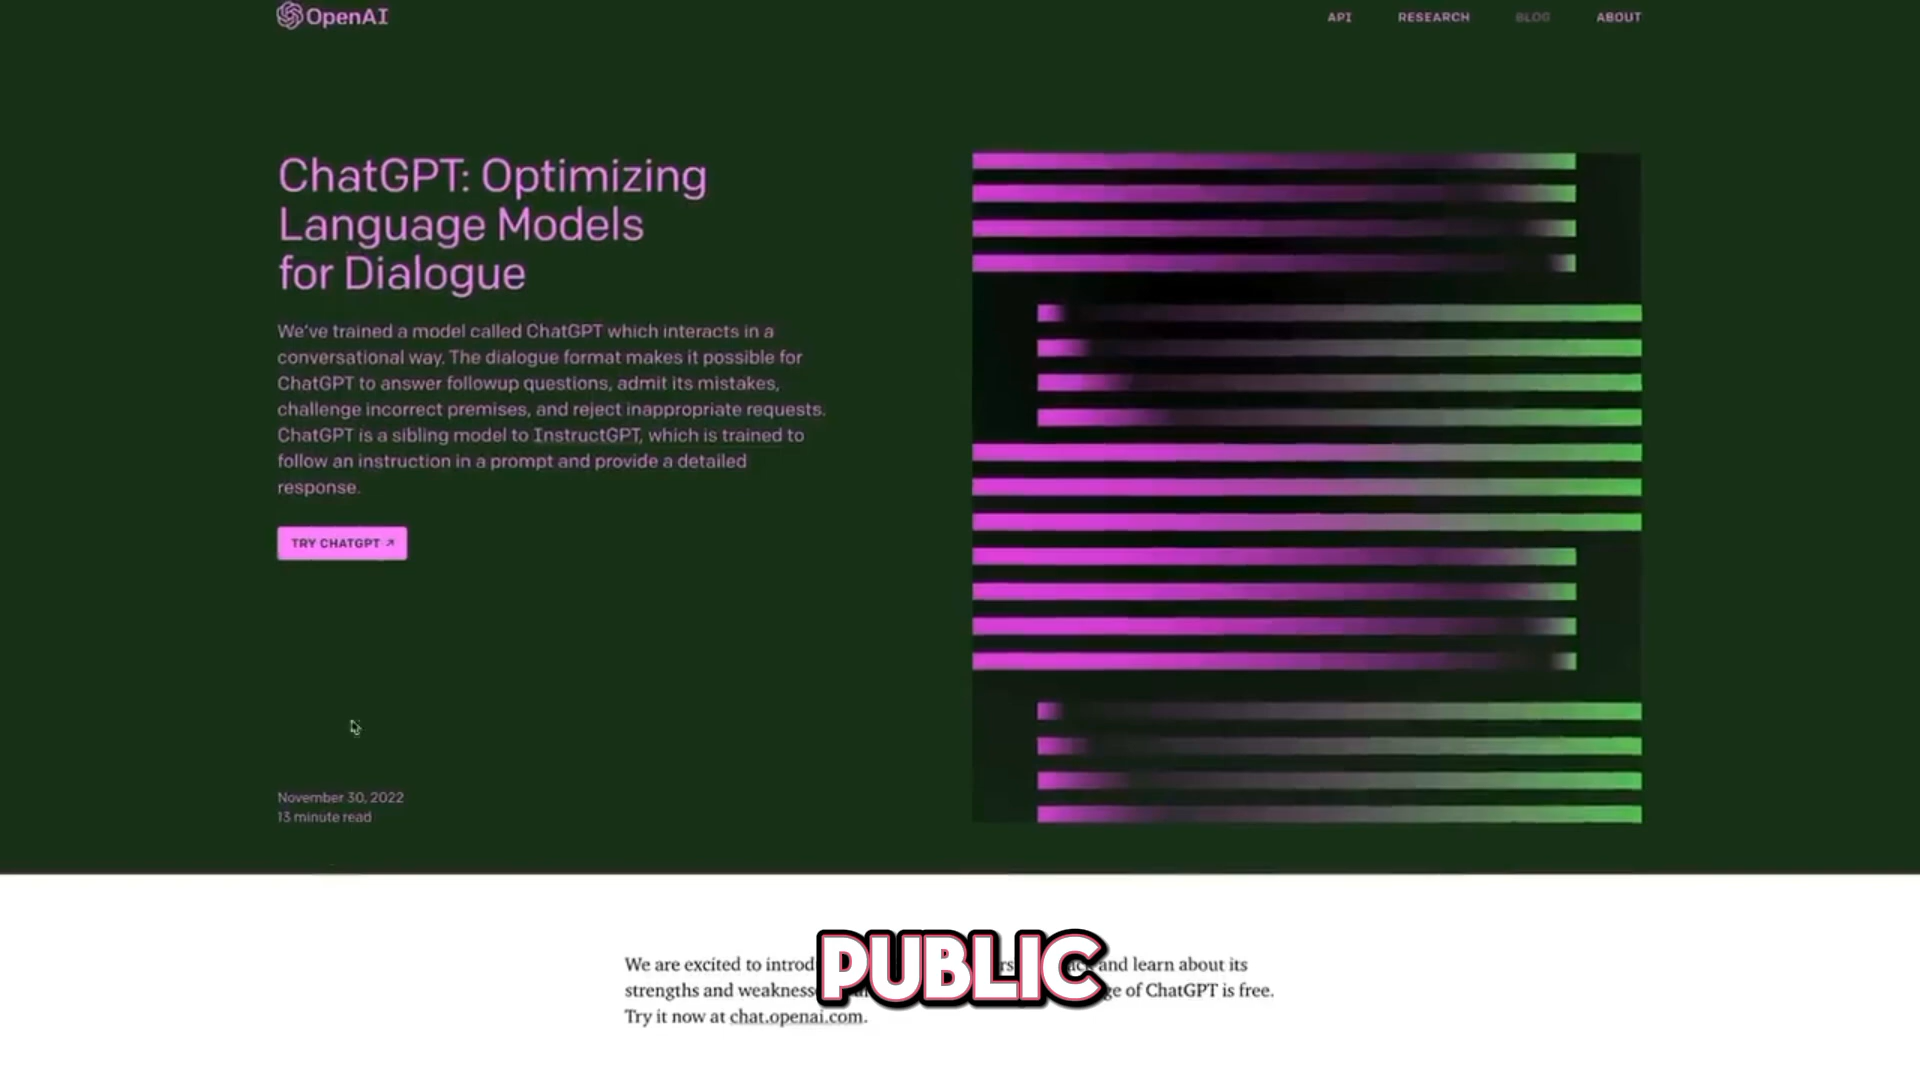 OpenAI
API RESEARCH BLOG ABOUT
ChatGPT: Optimizing
Language Models
for Dialogue
We've trained a model called ChatGPT which interacts in a
conversational way. The dialogue format makes it possible for
ChatGPT to answer followup questions, admit its mistakes,
challenge incorrect premises, and reject inappropriate requests.
ChatGPT is a sibling model to InstructGPT, which is trained to
follow an instruction in a prompt and provide a detailed
response.
TRY CHATGPT ↗
November 30, 2022
13 minute read
We are excited to and learn about its
strengths and of ChatGPT is free.
Try it now at chat.openai.com.
PUBLIC